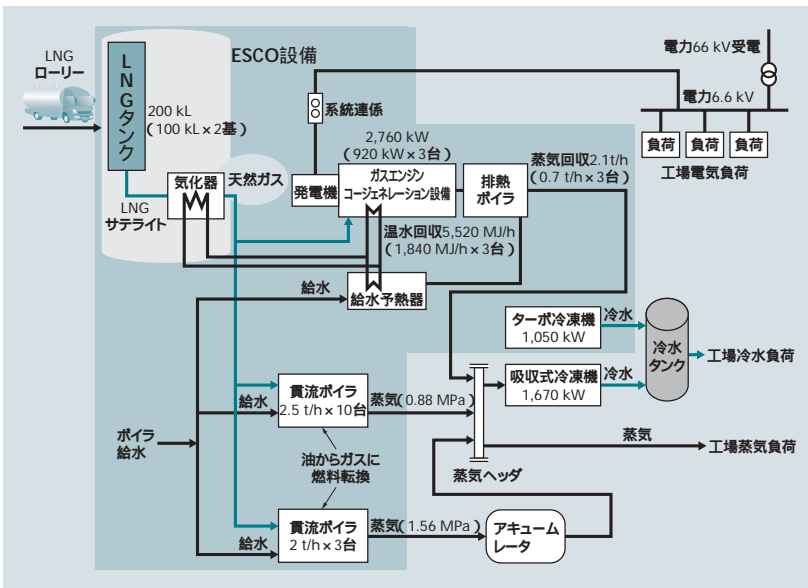 LNG
ローリー
LNGタンク
200 kL
(100 kL×2基)
ESCO設備
電力66 kV受電
電力6.6 kV
負荷
負荷
負荷
工場電気負荷
系統連係
2,760 kW
(920 kW×3台)
発電機
ガスエンジン
コージェネレーション設備
排熱
ボイラ
蒸気回収2.1t/h
(0.7 t/h×3台)
気化器
天然ガス
LNG
サテライト
温水回収5,520 MJ/h
(1,840 MJ/h×3台)
給水
給水予熱器
ターボ冷凍機
1,050 kW
冷水
冷水
タンク
工場冷水負荷
吸収式冷凍機
1,670 kW
冷水
貫流ボイラ
2.5 t/h×10台
給水
蒸気(0.88 MPa)
ボイラ
給水
油からガスに
燃料転換
蒸気ヘッダ
蒸気
工場蒸気負荷
貫流ボイラ
2 t/h×3台
給水
蒸気(1.56 MPa)
アキューム
レータ